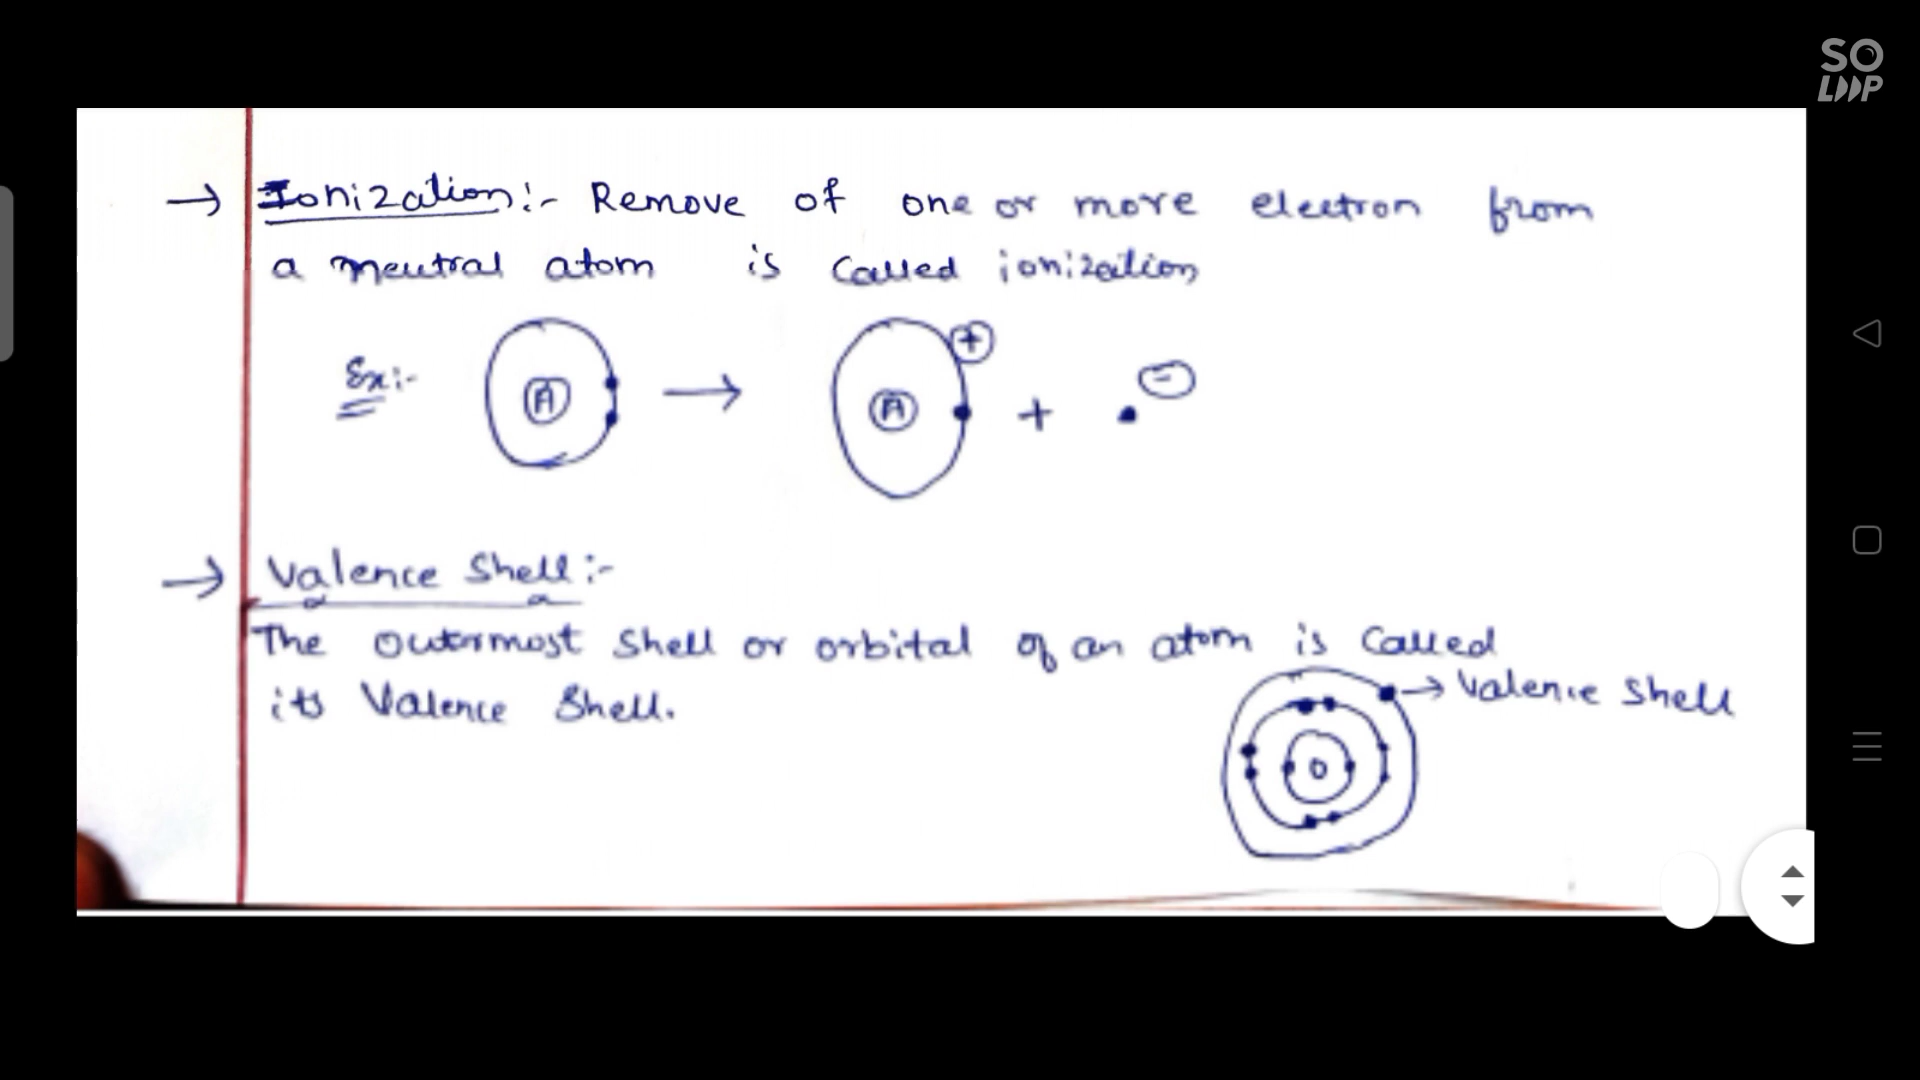 SO
LOOP
→ Ionization:- Remove of one or more electron from
a neutral atom is called ionization
Ex:- A → A + + -
→ Valence Shell:-
The outermost shell or orbital of an atom is called
its Valence Shell.
→ Valence Shell